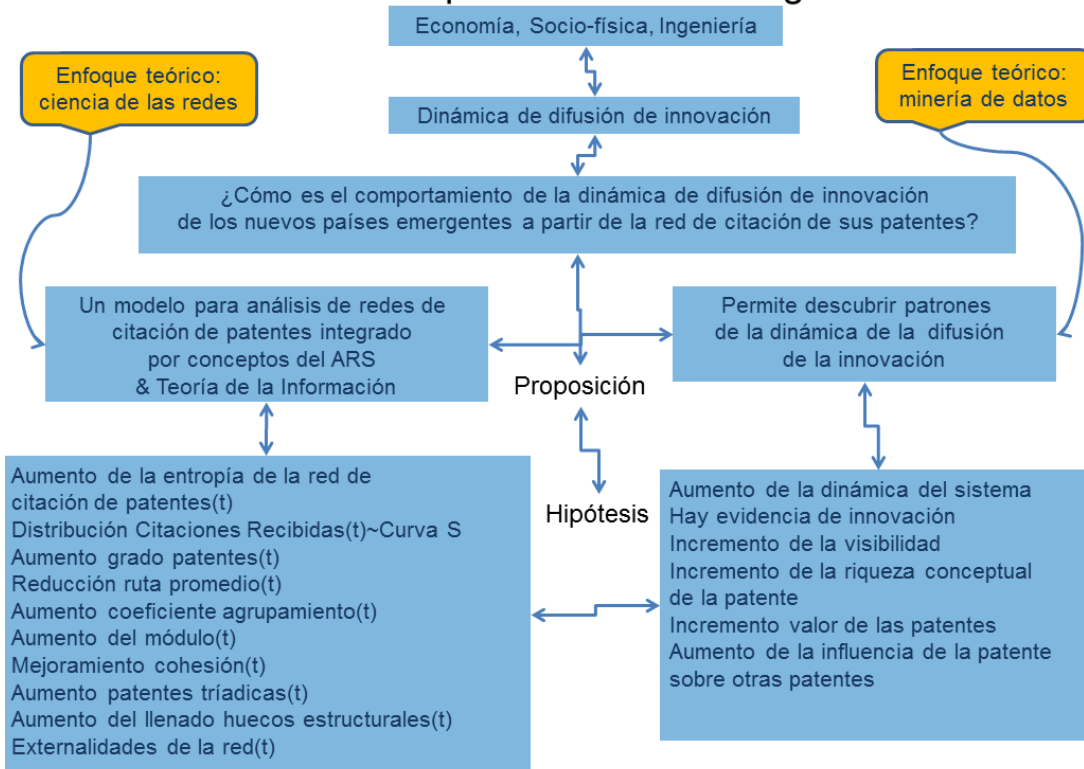 Economía, Socio-física, Ingeniería
Enfoque teórico:
ciencia de las redes
Enfoque teórico:
minería de datos
Dinámica de difusión de innovación
¿Cómo es el comportamiento de la dinámica de difusión de innovación
de los nuevos países emergentes a partir de la red de citación de sus patentes?
Un modelo para análisis de redes de
citación de patentes integrado
por conceptos del ARS
& Teoría de la Información
Permite descubrir patrones
de la dinámica de la difusión
de la innovación
Proposición
Hipótesis
Aumento de la entropía de la red de
citación de patentes(t)
Distribución Citaciones Recibidas(t)~Curva S
Aumento grado patentes(t)
Reducción ruta promedio(t)
Aumento coeficiente agrupamiento(t)
Aumento del módulo(t)
Mejoramiento cohesión(t)
Aumento patentes tríadicas(t)
Aumento del llenado huecos estructurales(t)
Externalidades de la red(t)
Aumento de la dinámica del sistema
Hay evidencia de innovación
Incremento de la visibilidad
Incremento de la riqueza conceptual
de la patente
Incremento valor de las patentes
Aumento de la influencia de la patente
sobre otras patentes